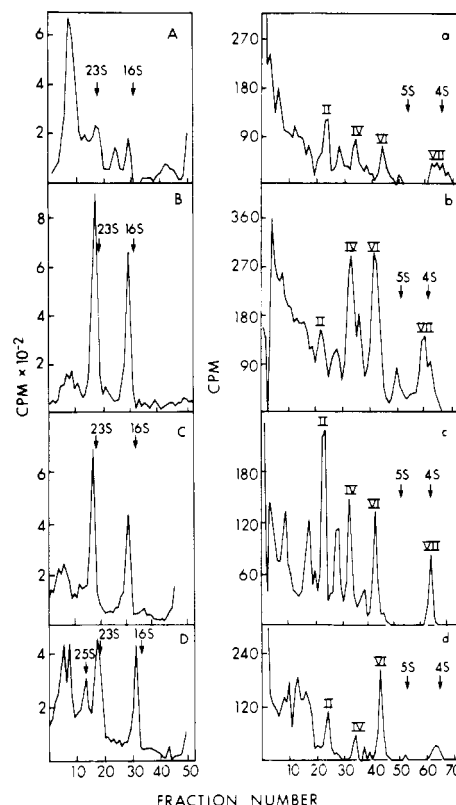 A
6
4
2
23S 16S
B
8
6
4
2
23S 16S
C
6
4
2
23S 16S
D
4
2
25S 23S 16S
0 10 20 30 40 50
CPM × 10⁻²
a
270
180
90
II IV VI VII
5S 4S
b
360
270
180
90
II IV VI VII
5S 4S
c
180
120
60
II IV VI VII
5S 4S
d
240
120
II IV VI
5S 4S
10 20 30 40 50 60 70
CPM
FRACTION NUMBER